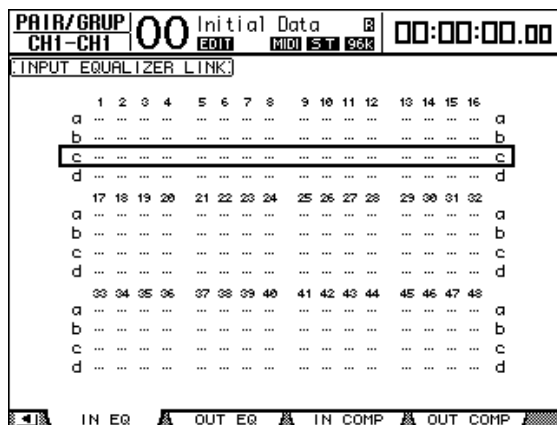 PAIR/GRUP 00 Initial Data R 00:00:00.00
CH1-CH1 EDIT MIDI ST 96k
INPUT EQUALIZER LINK
1 2 3 4 5 6 7 8 9 10 11 12 13 14 15 16
a a
b b
c c
d d
17 18 19 20 21 22 23 24 25 26 27 28 29 30 31 32
a a
b b
c c
d d
33 34 35 36 37 38 39 40 41 42 43 44 45 46 47 48
a a
b b
c c
d d
IN EQ OUT EQ IN COMP OUT COMP